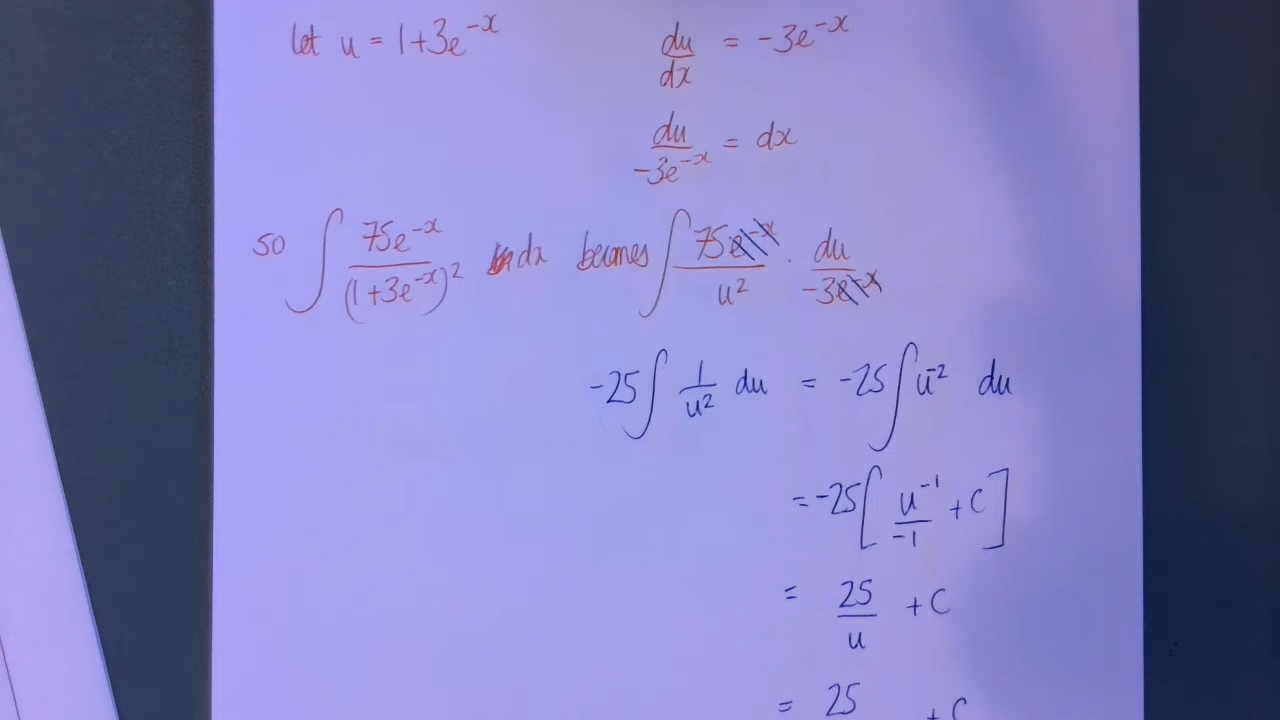 let u = 1+3e^{-x}    du/dx = -3e^{-x}
du/-3e^{-x} = dx
so ∫ 75e^{-x}/(1+3e^{-x})^2 dx becomes ∫ 75e^{-x}/u^2 . du/-3e^{-x}
-25 ∫ 1/u^2 du = -25 ∫ u^{-2} du
= -25 [ u^{-1}/-1 + C ]
= 25/u + C
= 25 + C